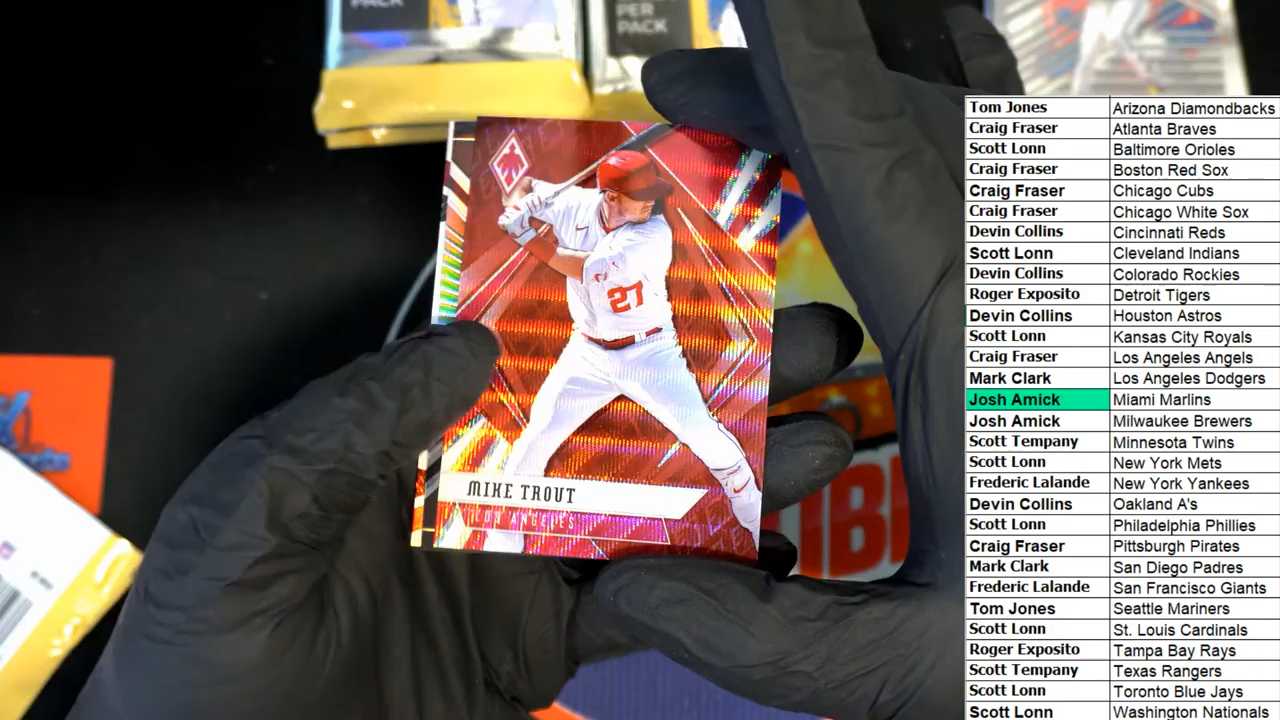 PACK
PER
PACK
27
MIKE TROUT
LOS ANGELES
Tom Jones Arizona Diamondbacks
Craig Fraser Atlanta Braves
Scott Lonn Baltimore Orioles
Craig Fraser Boston Red Sox
Craig Fraser Chicago Cubs
Craig Fraser Chicago White Sox
Devin Collins Cincinnati Reds
Scott Lonn Cleveland Indians
Devin Collins Colorado Rockies
Roger Exposito Detroit Tigers
Devin Collins Houston Astros
Scott Lonn Kansas City Royals
Craig Fraser Los Angeles Angels
Mark Clark Los Angeles Dodgers
Josh Amick Miami Marlins
Josh Amick Milwaukee Brewers
Scott Tempany Minnesota Twins
Scott Lonn New York Mets
Frederic Lalande New York Yankees
Devin Collins Oakland A's
Scott Lonn Philadelphia Phillies
Craig Fraser Pittsburgh Pirates
Mark Clark San Diego Padres
Frederic Lalande San Francisco Giants
Tom Jones Seattle Mariners
Scott Lonn St. Louis Cardinals
Roger Exposito Tampa Bay Rays
Scott Tempany Texas Rangers
Scott Lonn Toronto Blue Jays
Scott Lonn Washington Nationals